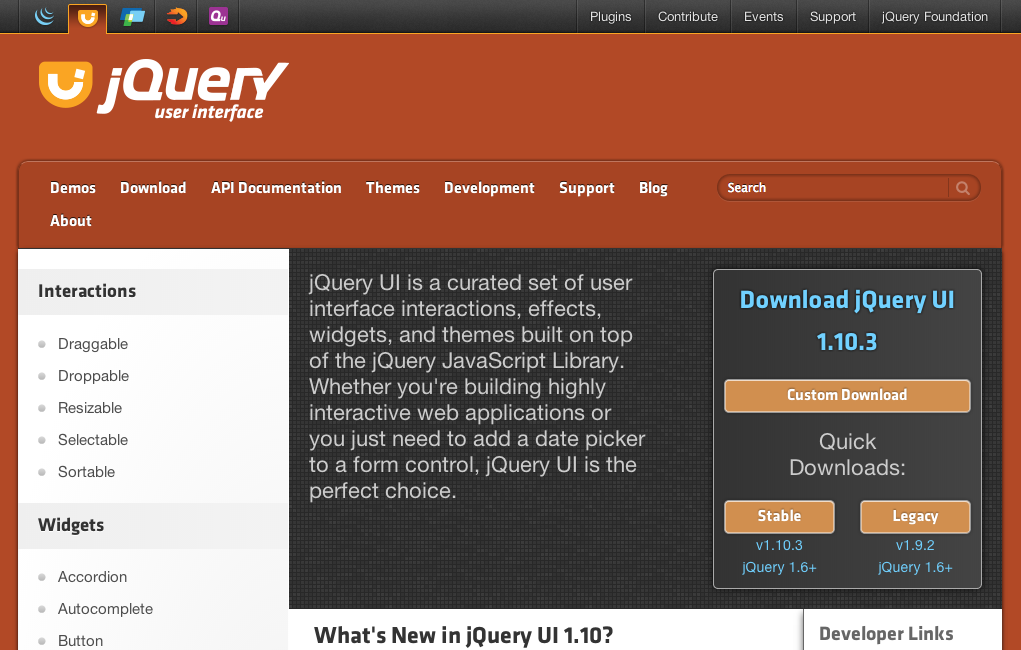 Qu
Plugins
Contribute
Events
Support
jQuery Foundation
jQuery
user interface
Demos
Download
API Documentation
Themes
Development
Support
Blog
About
Search
Interactions
Draggable
Droppable
Resizable
Selectable
Sortable
Widgets
Accordion
Autocomplete
Button
jQuery UI is a curated set of user
interface interactions, effects,
widgets, and themes built on top
of the jQuery JavaScript Library.
Whether you're building highly
interactive web applications or
you just need to add a date picker
to a form control, jQuery UI is the
perfect choice.
Download jQuery UI
1.10.3
Custom Download
Quick
Downloads:
Stable
v1.10.3
jQuery 1.6+
Legacy
v1.9.2
jQuery 1.6+
What's New in jQuery UI 1.10?
Developer Links